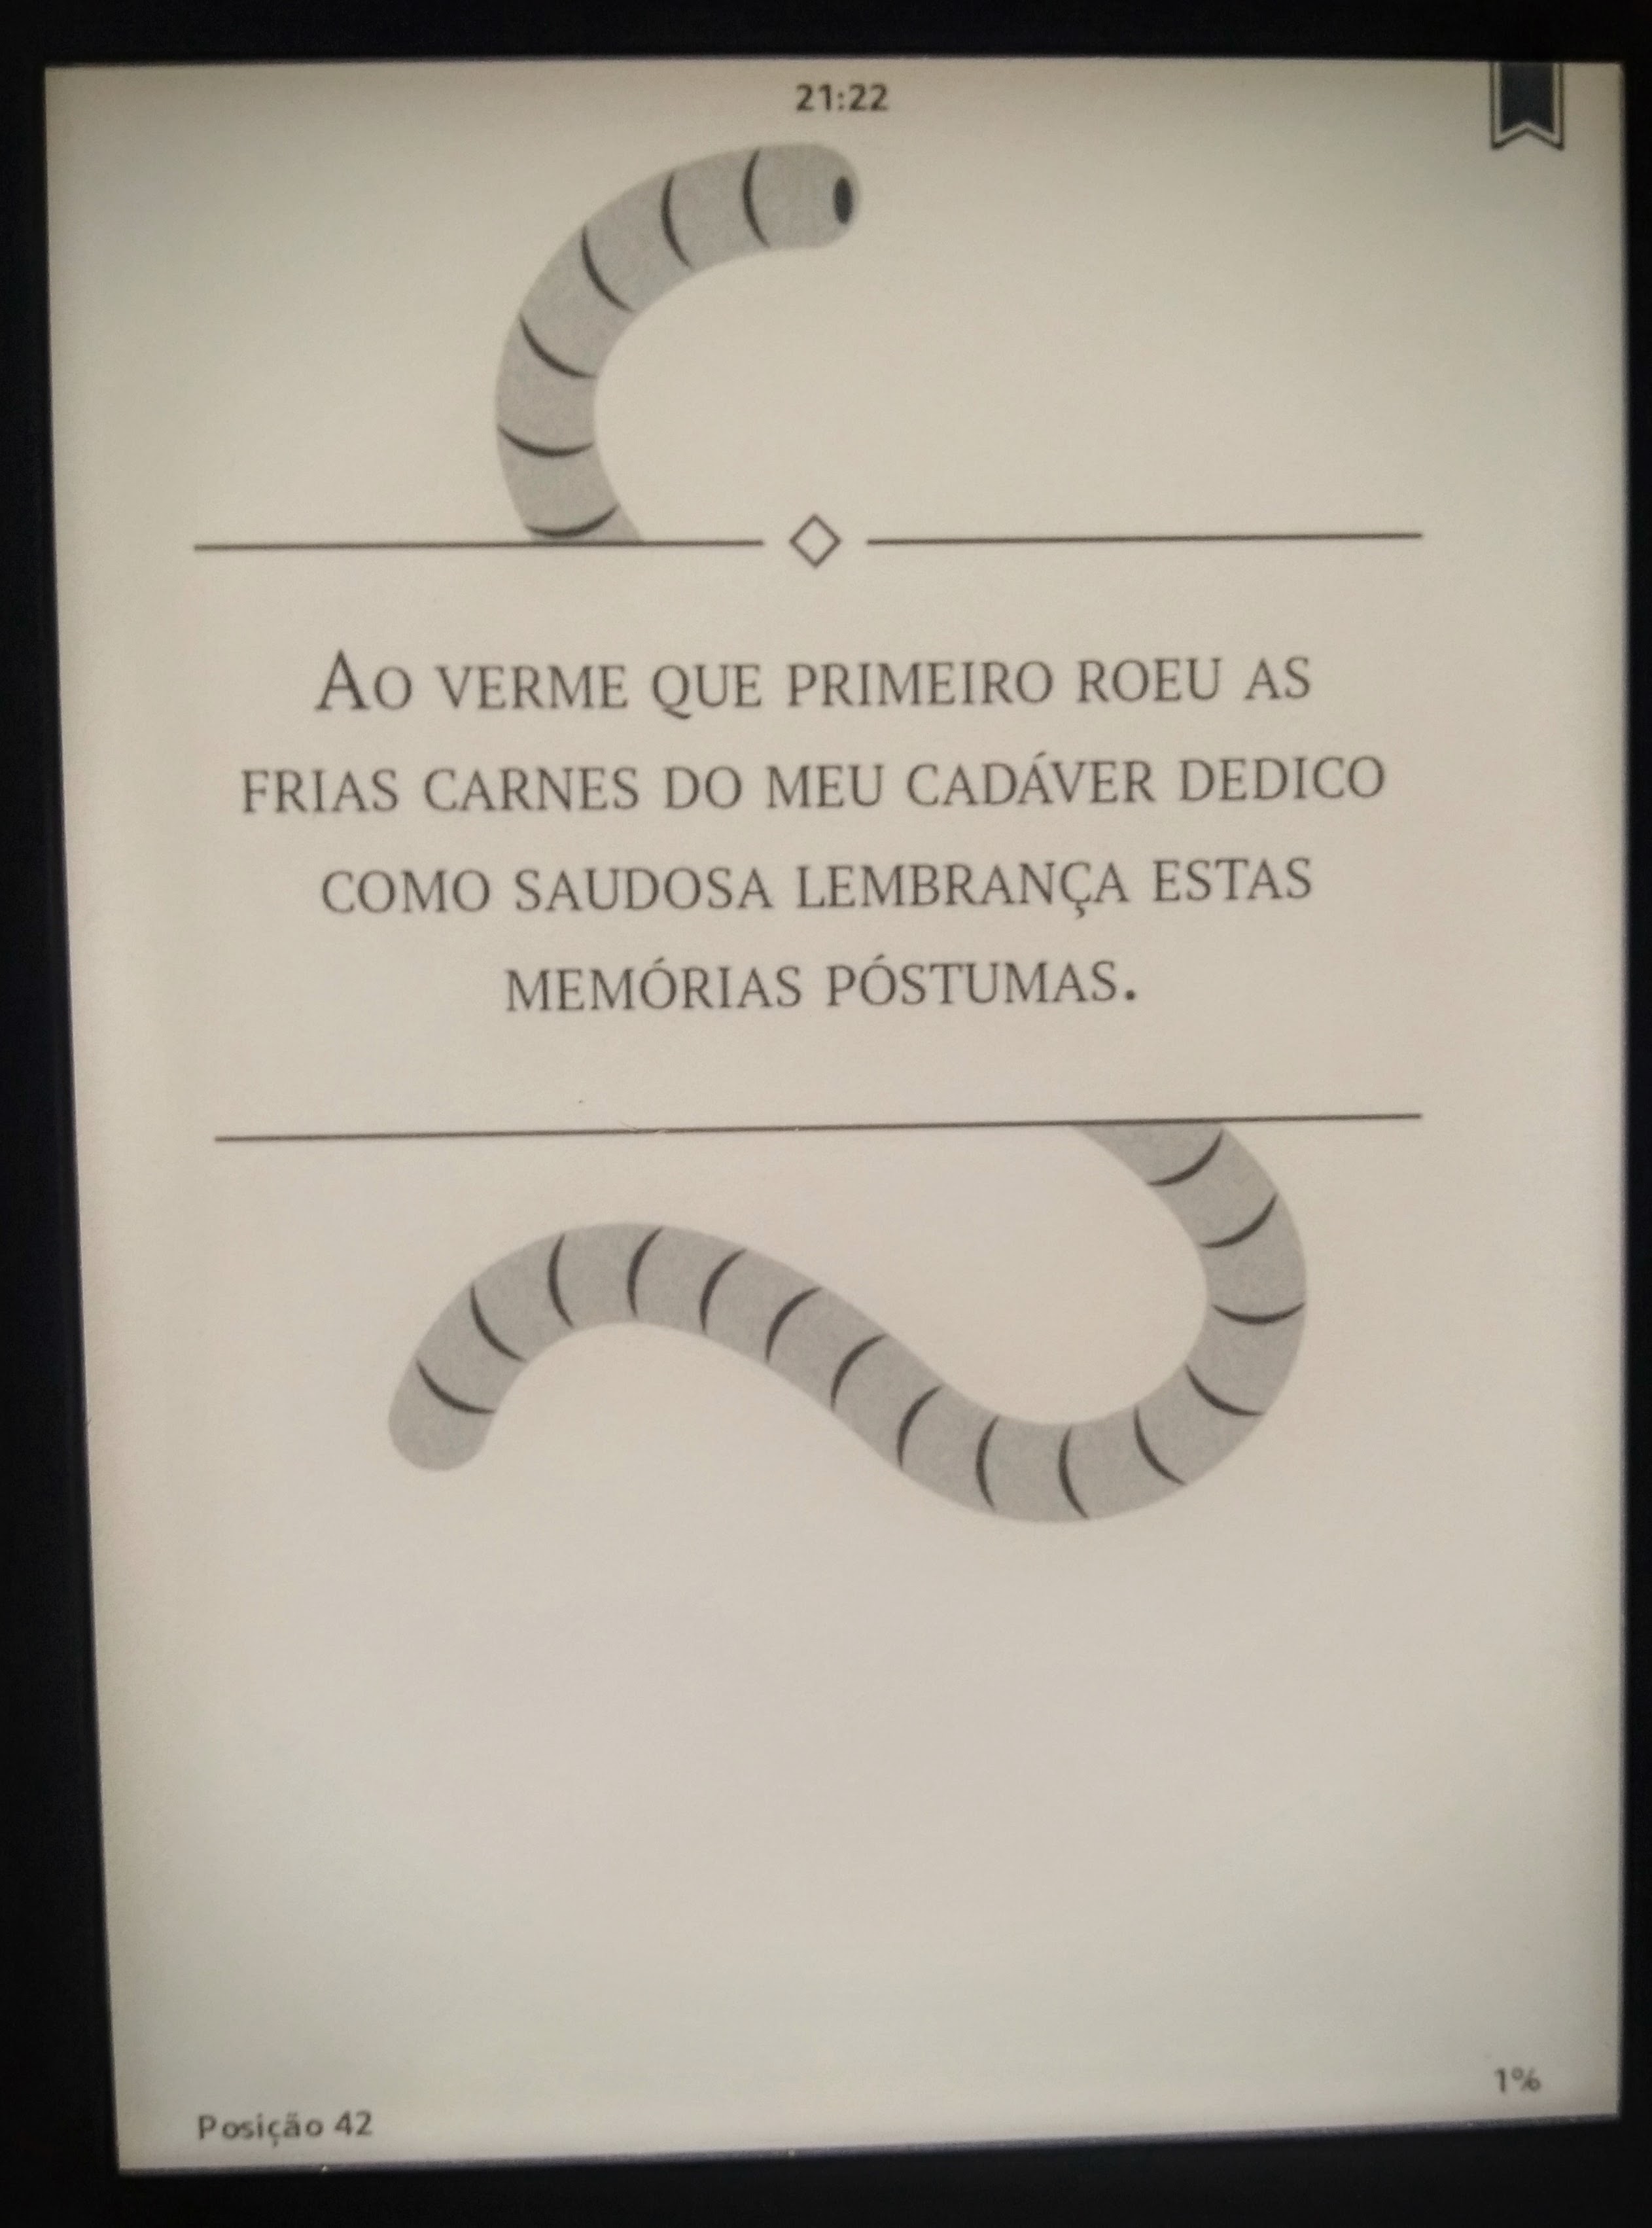 21:22
AO VERME QUE PRIMEIRO ROEU AS
FRIAS CARNES DO MEU CADÁVER DEDICO
COMO SAUDOSA LEMBRANÇA ESTAS
MEMÓRIAS PÓSTUMAS.
1%
Posição 42